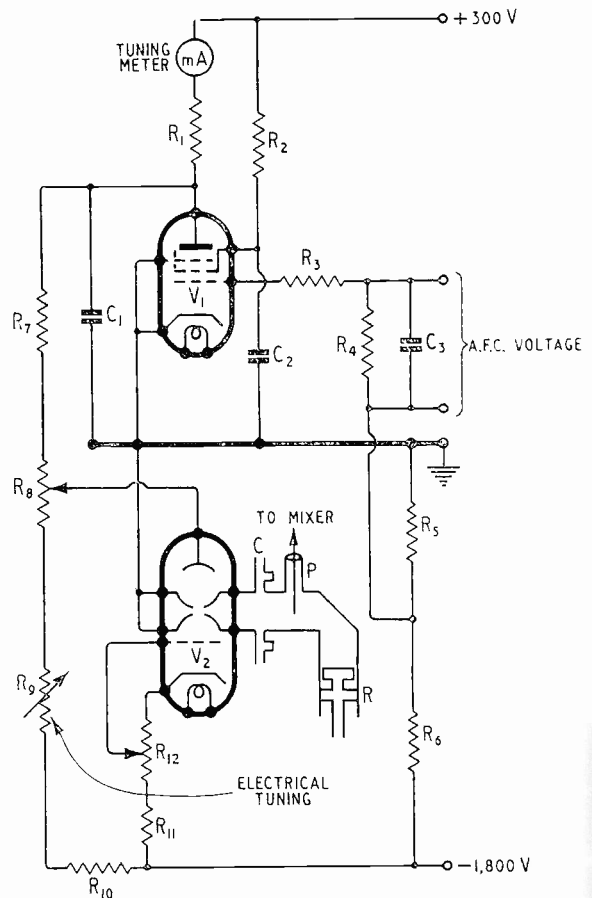 +300 V
TUNING
METER
mA
R1
R2
V1
R3
R7
C1
C2
R4
C3
A.F.C. VOLTAGE
R8
TO MIXER
C
P
R5
V2
R9
R
R12
R6
ELECTRICAL
TUNING
R11
R10
-1,800 V